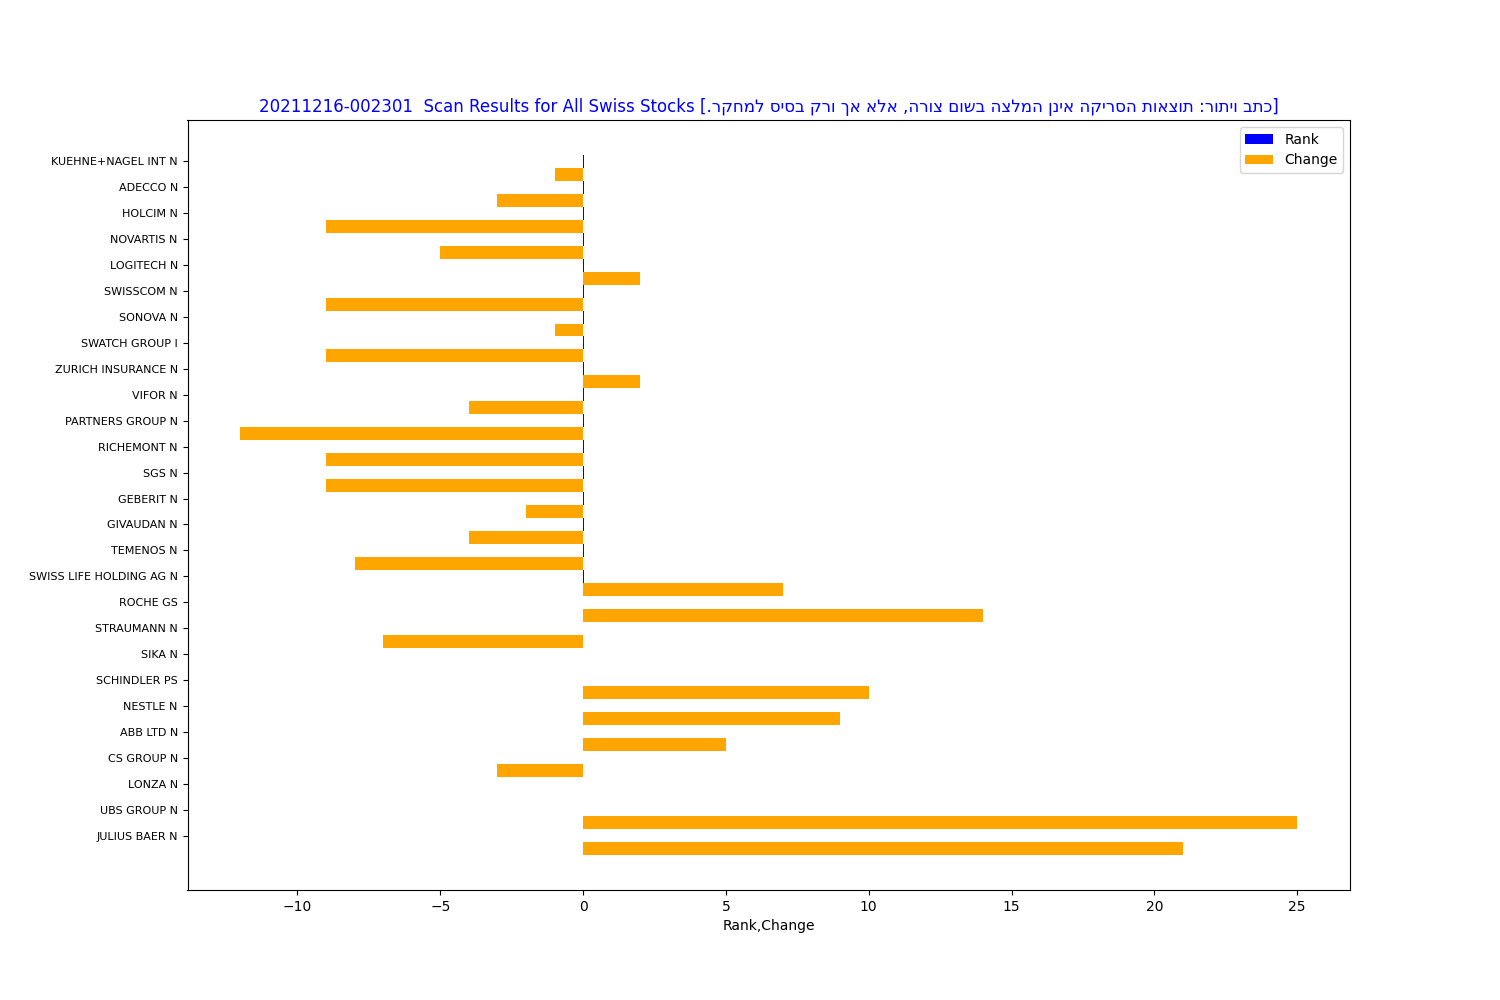 20211216-002301  Scan Results for All Swiss Stocks [כתב ויתור: תוצאות הסריקה אינן המלצה בשום צורה, אלא אך ורק בסיס למחקר.]
Rank
Change
KUEHNE+NAGEL INT N
ADECCO N
HOLCIM N
NOVARTIS N
LOGITECH N
SWISSCOM N
SONOVA N
SWATCH GROUP I
ZURICH INSURANCE N
VIFOR N
PARTNERS GROUP N
RICHEMONT N
SGS N
GEBERIT N
GIVAUDAN N
TEMENOS N
SWISS LIFE HOLDING AG N
ROCHE GS
STRAUMANN N
SIKA N
SCHINDLER PS
NESTLE N
ABB LTD N
CS GROUP N
LONZA N
UBS GROUP N
JULIUS BAER N
−10 −5 0 5 10 15 20 25
Rank,Change